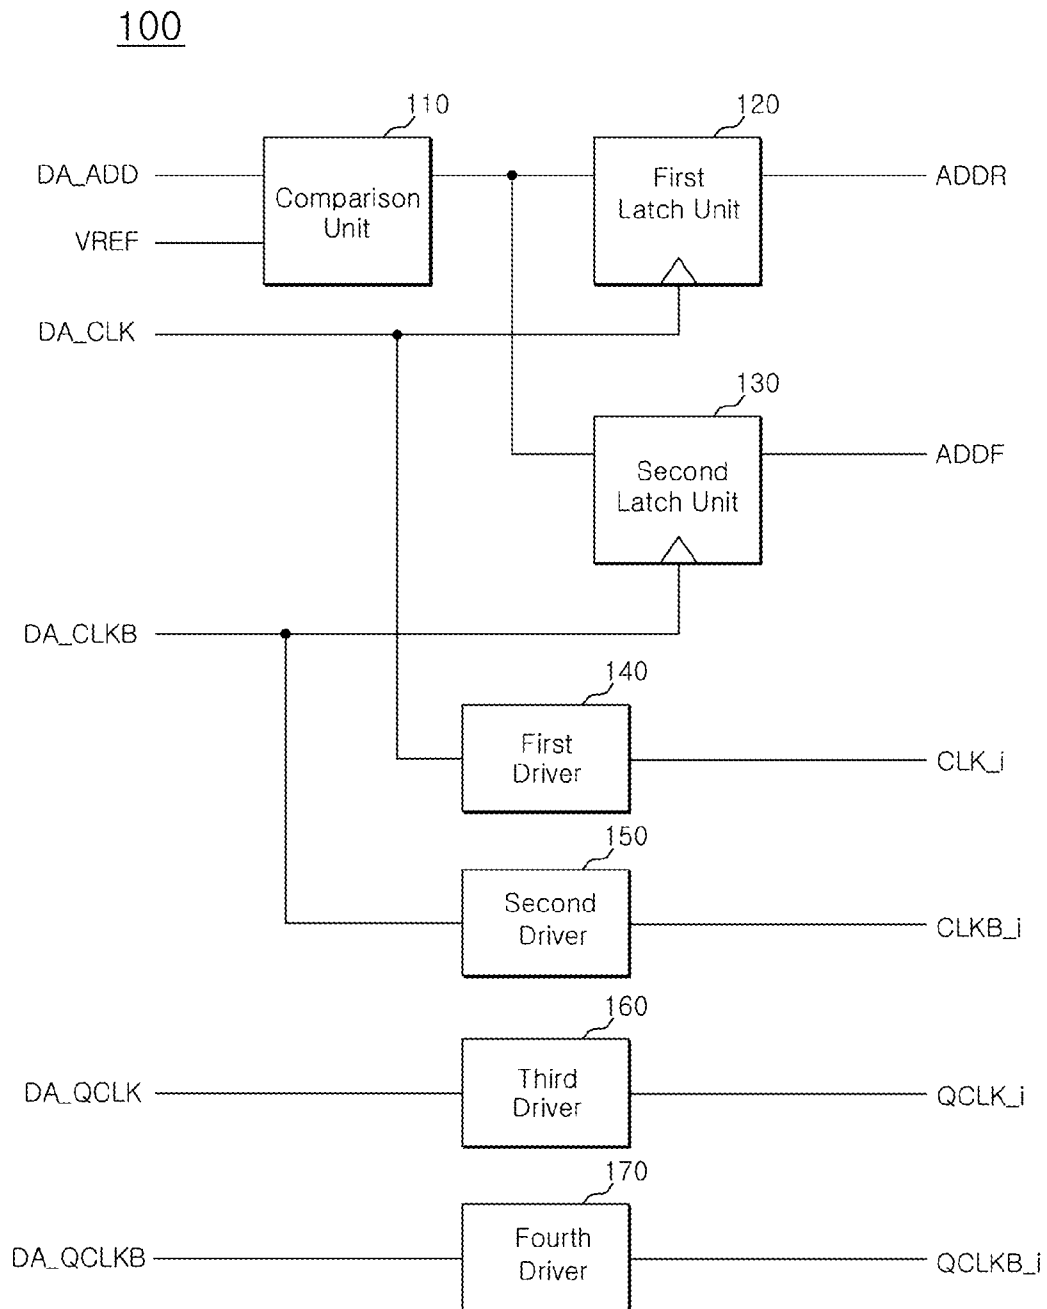 100
110
120
DA_ADD
Comparison
Unit
First
Latch Unit
ADDR
VREF
DA_CLK
130
Second
Latch Unit
ADDF
DA_CLKB
140
First
Driver
CLK_i
150
Second
Driver
CLKB_i
160
DA_QCLK
Third
Driver
QCLK_i
170
DA_QCLKB
Fourth
Driver
QCLKB_i